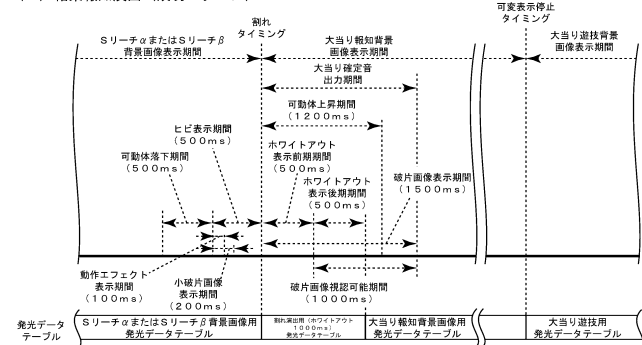 可変表示停止
タイミング
割れ
タイミング
Ｓリーチαまたはｓリーチβ
背景画像表示期間
大当り報知背景
画像表示期間
大当り遊技背景
画像表示期間
大当り確定音
出力期間
可動体上昇期間
（１２００ｍｓ）
ヒビ表示期間
（５００ｍｓ）
可動体落下期間
（５００ｍｓ）
ホワイトアウト
表示前期期間
（５００ｍｓ）
ホワイトアウト
表示後期期間
（５００ｍｓ）
破片画像表示期間
（１５００ｍｓ）
動作エフェクト
表示期間
（１００ｍｓ）
小破片画像
表示期間
（２００ｍｓ）
破片画像視認可能期間
（１０００ｍｓ）
発光データ
テーブル
ＳリーチαまたはＳリーチβ背景画像用
発光データテーブル
割れ演出用（ホワイトアウト
１０００ｍｓ）
発光データテーブル
大当り報知背景画像用
発光データテーブル
大当り遊技用
発光データテーブル